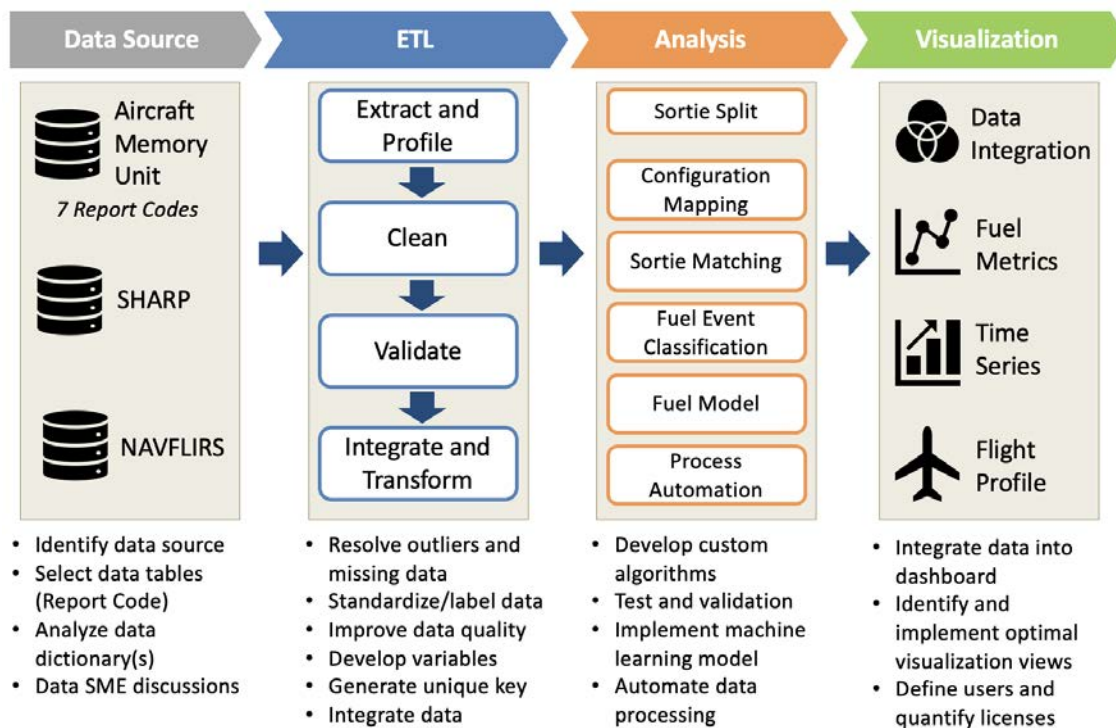 Data Source
ETL
Analysis
Visualization
Aircraft
Memory
Unit
7 Report Codes
SHARP
NAVFLIRS
Extract and
Profile
Clean
Validate
Integrate and
Transform
Sortie Split
Configuration
Mapping
Sortie Matching
Fuel Event
Classification
Fuel Model
Process
Automation
Data
Integration
Fuel
Metrics
Time
Series
Flight
Profile
• Identify data source
• Select data tables
(Report Code)
• Analyze data
dictionary(s)
• Data SME discussions
• Resolve outliers and
missing data
• Standardize/label data
• Improve data quality
• Develop variables
• Generate unique key
• Integrate data
• Develop custom
algorithms
• Test and validation
• Implement machine
learning model
• Automate data
processing
• Integrate data into
dashboard
• Identify and
implement optimal
visualization views
• Define users and
quantify licenses